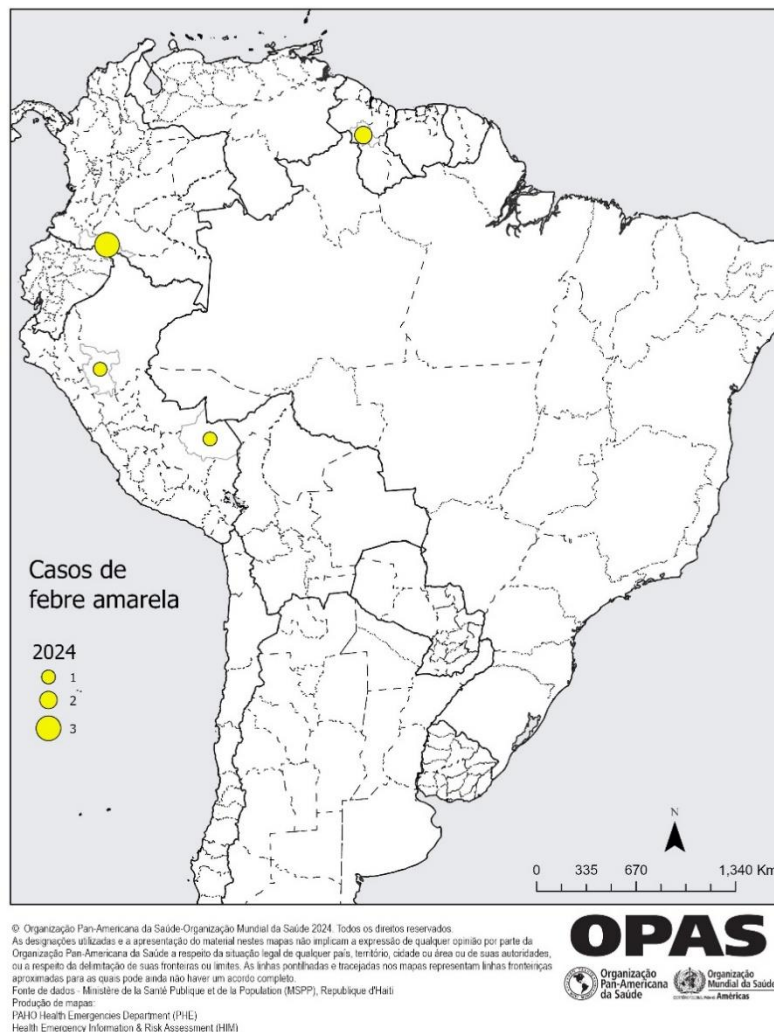 Casos de
febre amarela
2024
1
2
3
N
0 335 670 1,340 Km
© Organização Pan-Americana da Saúde-Organização Mundial da Saúde 2024. Todos os direitos reservados.
As designações utilizadas e a apresentação do material nestes mapas não implicam a expressão de qualquer opinião por parte da
Organização Pan-Americana da Saúde a respeito da situação legal de qualquer país, território, cidade ou área ou de suas autoridades,
ou a respeito da delimitação de suas fronteiras ou limites. As linhas pontilhadas e tracejadas nos mapas representam linhas fronteiriças
aproximadas para as quais pode ainda não haver um acordo completo.
Fonte de dados - Ministère de la Santé Publique et de la Population (MSPP), Republique d'Haiti
Produção de mapas:
PAHO Health Emergencies Department (PHE)
Health Emergency Information & Risk Assessment (HIM)
OPAS
Organização
Pan-Americana
da Saúde
Organização
Mundial da Saúde
Américas